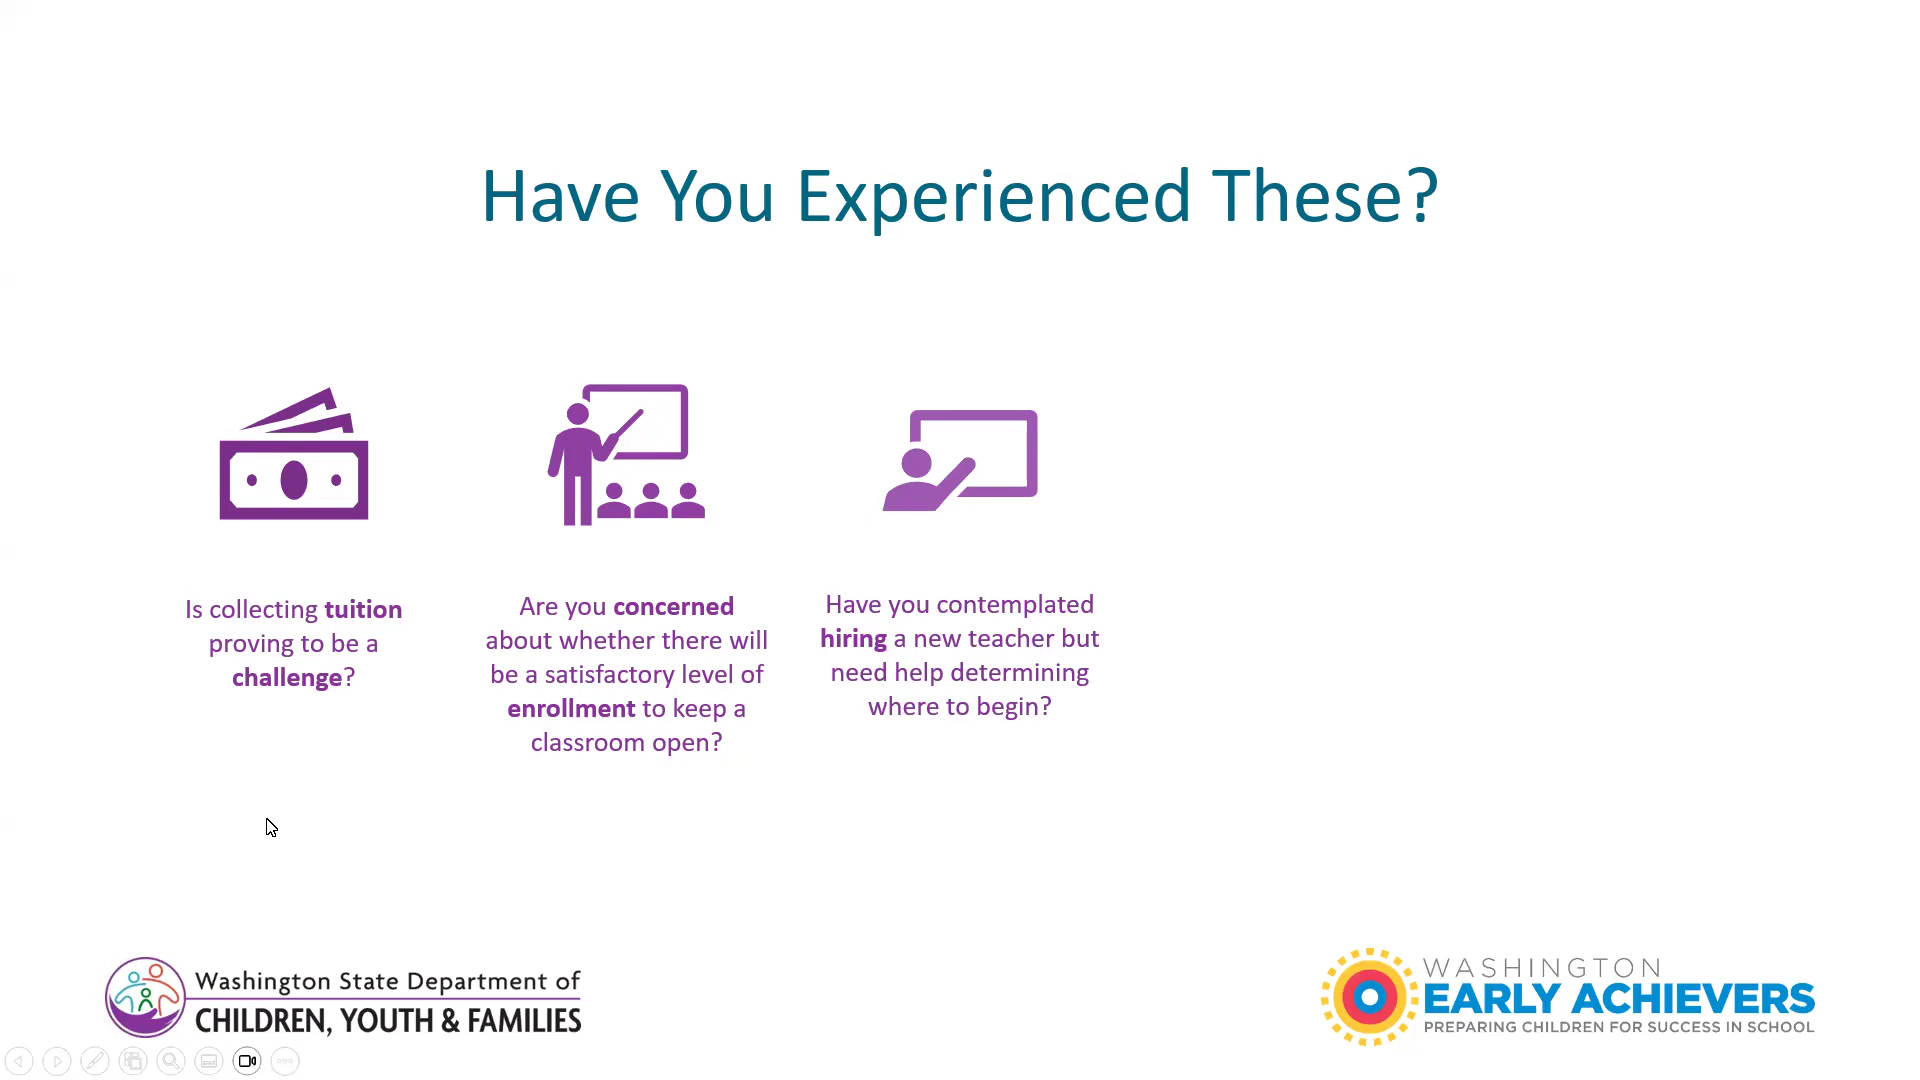 Have You Experienced These?
Is collecting tuition
proving to be a
challenge?
Are you concerned
about whether there will
be a satisfactory level of
enrollment to keep a
classroom open?
Have you contemplated
hiring a new teacher but
need help determining
where to begin?
Washington State Department of
CHILDREN, YOUTH & FAMILIES
WASHINGTON
EARLY ACHIEVERS
PREPARING CHILDREN FOR SUCCESS IN SCHOOL